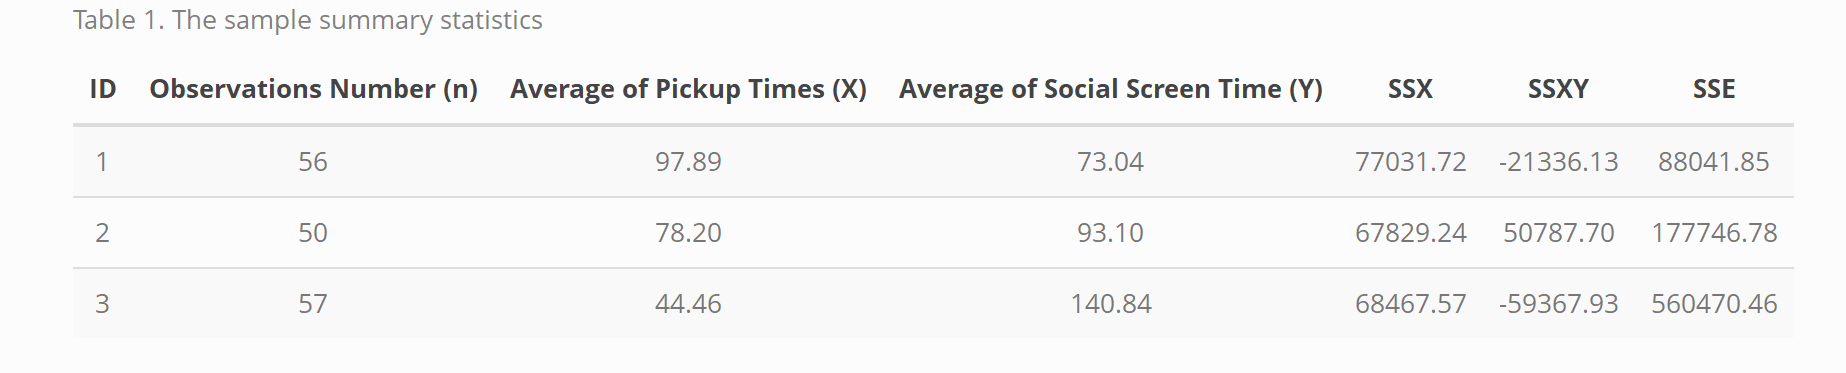 Table 1. The sample summary statistics
ID Observations Number (n) Average of Pickup Times (X) Average of Social Screen Time (Y) SSX SSXY SSE
1 56 97.89 73.04 77031.72 -21336.13 88041.85
2 50 78.20 93.10 67829.24 50787.70 177746.78
3 57 44.46 140.84 68467.57 -59367.93 560470.46